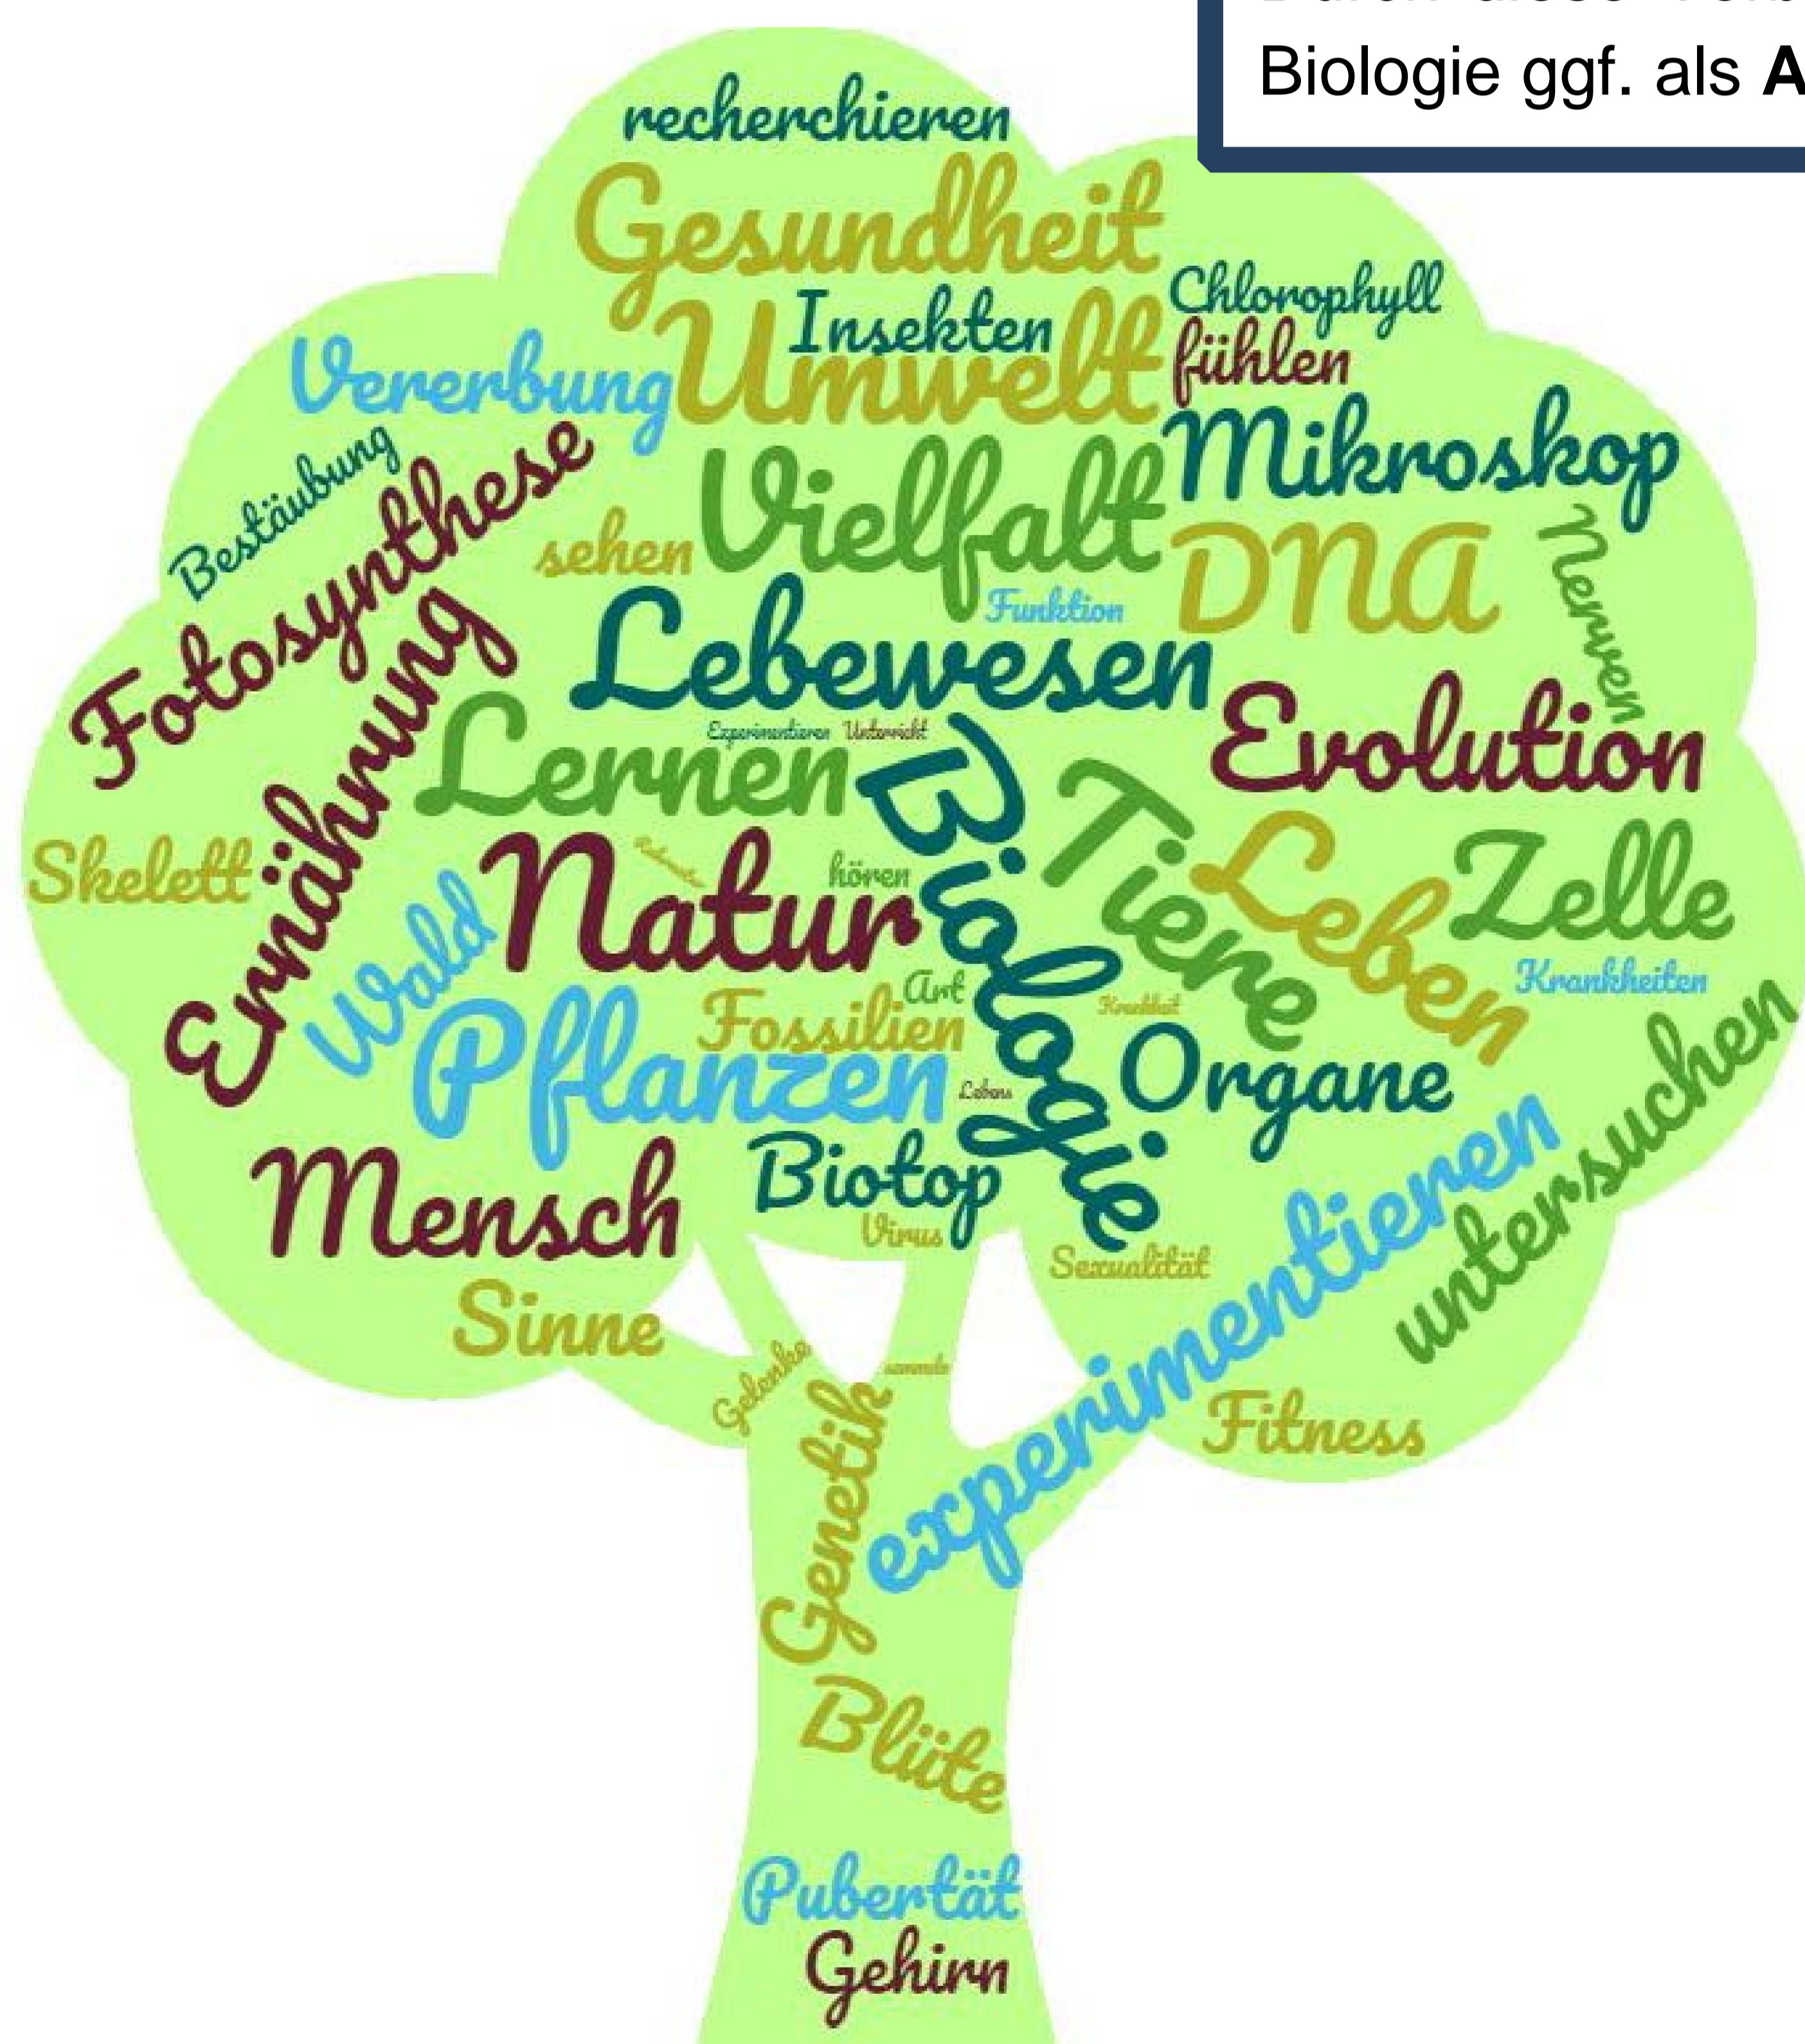 Biologie ggf. als A
recherchieren
Gesundheit
Chlorophyll
Insekten
Umwelt
fühlen
Vererbung
Mikroskop
Bestäubung
Fotosynthese
sehen
Vielfalt
DNA
Nerven
Funktion
Lebewesen
Ernährung
Evolution
Experimentieren
Unterricht
Lernen
Biologie
Tiere
Leben
Zelle
Skelett
Natur
hören
Wald
Krankheiten
Art
Fossilien
Krankheit
Pflanzen
Organe
Lebens
untersuchen
Mensch
Biotop
Virus
Sexualität
experimentieren
Sinne
Gelenke
Fitness
Genetik
Blüte
Pubertät
Gehirn